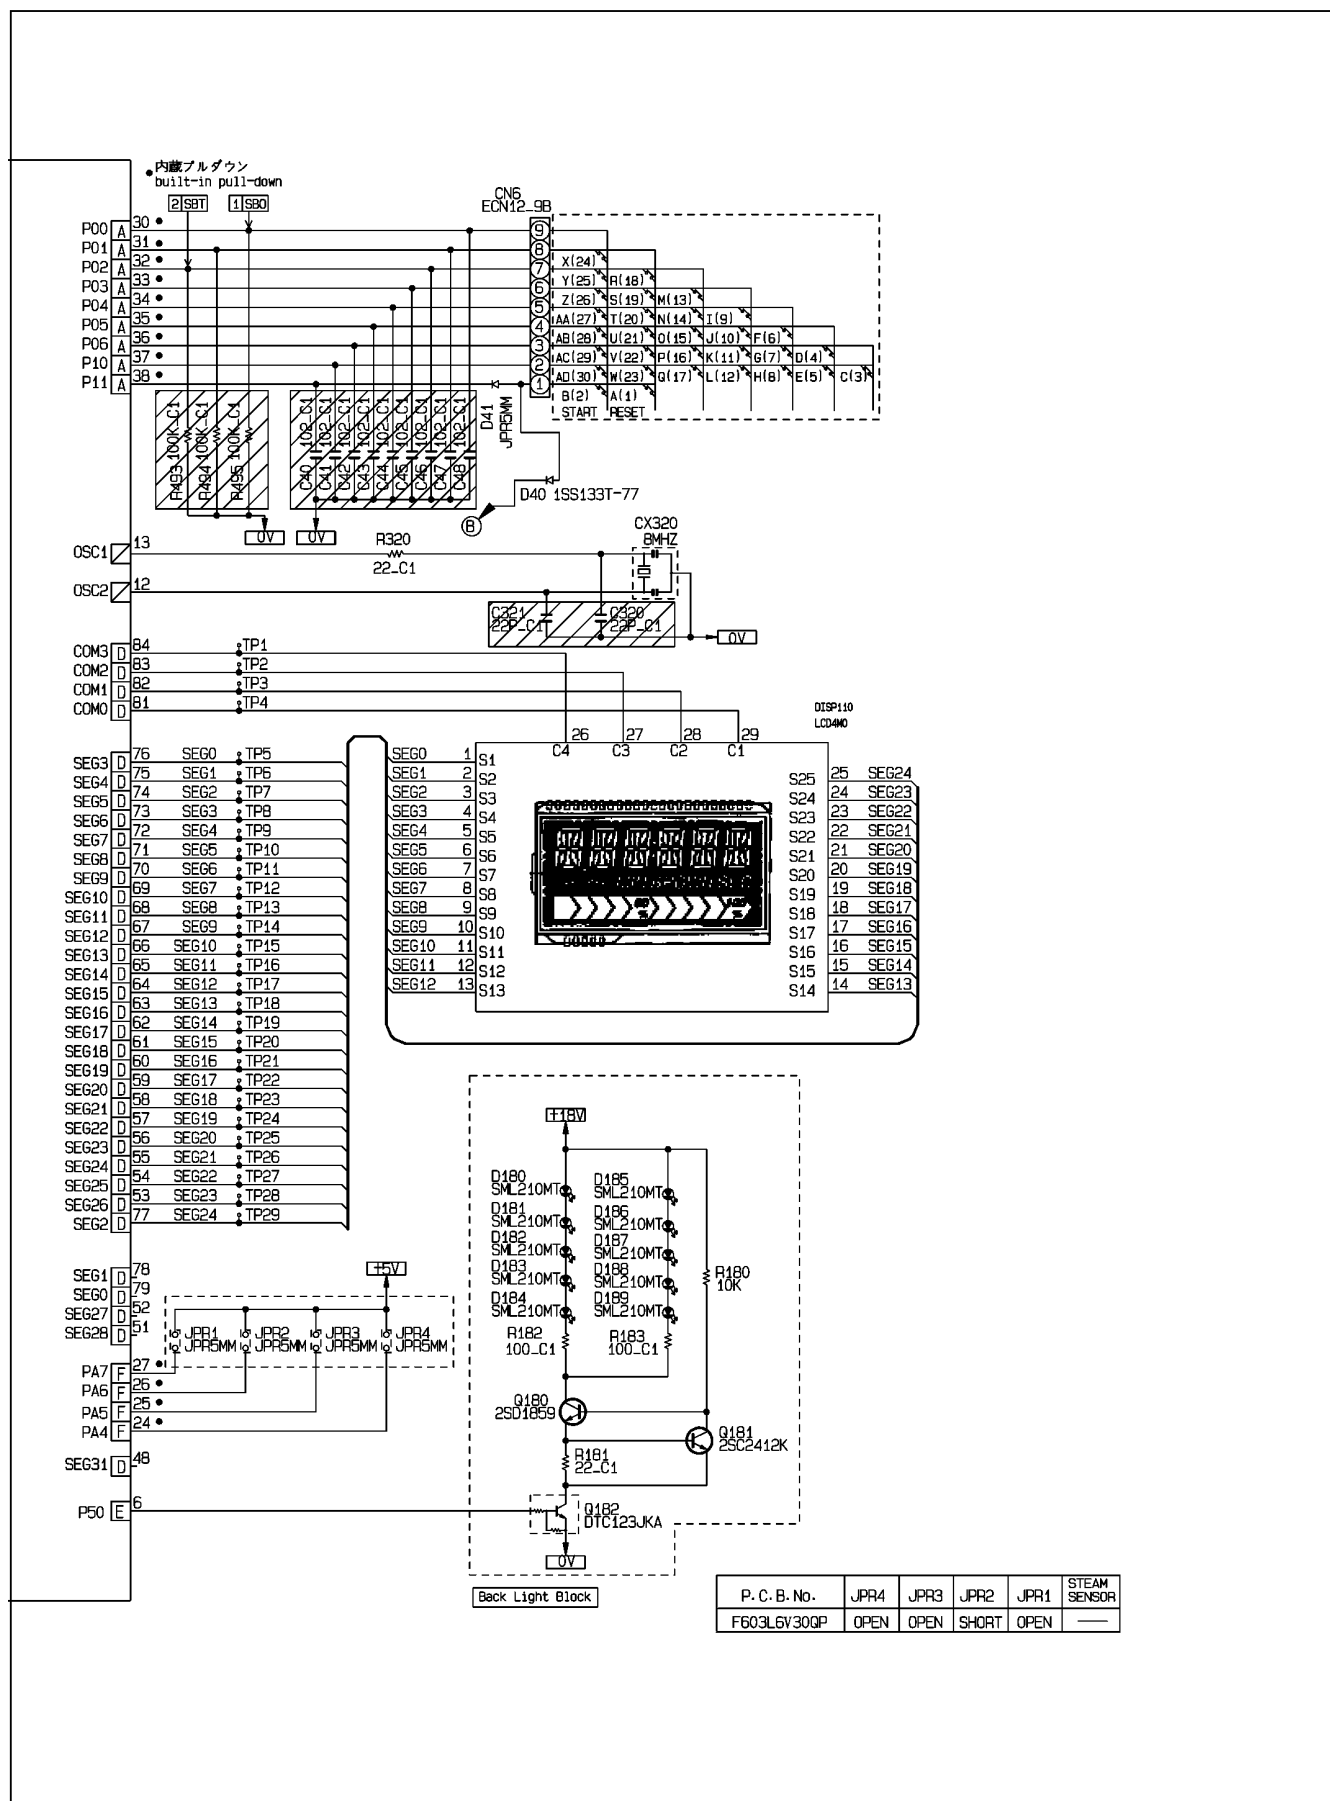 内蔵プルダウン
built-in pull-down
2 SBT
1 SBO
CN6
ECN12_9B
P00 A 30
P01 A 31
P02 A 32
P03 A 33
P04 A 34
P05 A 35
P06 A 36
P10 A 37
P11 A 38
9
8
7
6
5
4
3
2
1
X(24)
Y(25) R(18)
Z(26) S(19) M(13)
AA(27) T(20) N(14) I(9)
AB(28) U(21) O(15) J(10) F(6)
AC(29) V(22) P(16) K(11) G(7) D(4)
AD(30) W(23) Q(17) L(12) H(8) E(5) C(3)
B(2) A(1)
START RESET
R493 100K_C1
R494 100K_C1
R495 100K_C1
C40 102_C1
C41 102_C1
C42 102_C1
C43 102_C1
C44 102_C1
C45 102_C1
C46 102_C1
C47 102_C1
C48 102_C1
D41
JPR5MM
D40 1SS133T-77
B
0V
0V
OSC1 13
R320
22_C1
CX320
8MHZ
OSC2 12
C321
22P_C1
C320
22P_C1
0V
COM3 D 84 TP1
COM2 D 83 TP2
COM1 D 82 TP3
COM0 D 81 TP4
DISP110
LCD4M0
26 27 28 29
C4 C3 C2 C1
SEG3 D 76 SEG0 TP5
SEG4 D 75 SEG1 TP6
SEG5 D 74 SEG2 TP7
SEG6 D 73 SEG3 TP8
SEG7 D 72 SEG4 TP9
SEG8 D 71 SEG5 TP10
SEG9 D 70 SEG6 TP11
SEG10 D 69 SEG7 TP12
SEG11 D 68 SEG8 TP13
SEG12 D 67 SEG9 TP14
SEG13 D 66 SEG10 TP15
SEG14 D 65 SEG11 TP16
SEG15 D 64 SEG12 TP17
SEG16 D 63 SEG13 TP18
SEG17 D 62 SEG14 TP19
SEG18 D 61 SEG15 TP20
SEG19 D 60 SEG16 TP21
SEG20 D 59 SEG17 TP22
SEG21 D 58 SEG18 TP23
SEG22 D 57 SEG19 TP24
SEG23 D 56 SEG20 TP25
SEG24 D 55 SEG21 TP26
SEG25 D 54 SEG22 TP27
SEG26 D 53 SEG23 TP28
SEG2 D 77 SEG24 TP29
SEG0 1 S1
SEG1 2 S2
SEG2 3 S3
SEG3 4 S4
SEG4 5 S5
SEG5 6 S6
SEG6 7 S7
SEG7 8 S8
SEG8 9 S9
SEG9 10 S10
SEG10 11 S11
SEG11 12 S12
SEG12 13 S13
S25 25 SEG24
S24 24 SEG23
S23 23 SEG22
S22 22 SEG21
S21 21 SEG20
S20 20 SEG19
S19 19 SEG18
S18 18 SEG17
S17 17 SEG16
S16 16 SEG15
S15 15 SEG14
S14 14 SEG13
SEG1 D 78
SEG0 D 79
SEG27 D 52
SEG28 D 51
+5V
JPR1
JPR5MM
JPR2
JPR5MM
JPR3
JPR5MM
JPR4
JPR5MM
PA7 F 27
PA6 F 26
PA5 F 25
PA4 F 24
SEG31 D 48
P50 E 6
+18V
D180
SML210MT
D181
SML210MT
D182
SML210MT
D183
SML210MT
D184
SML210MT
D185
SML210MT
D186
SML210MT
D187
SML210MT
D188
SML210MT
D189
SML210MT
R180
10K
R182
100_C1
R183
100_C1
Q180
2SD1859
Q181
2SC2412K
R181
22_C1
Q182
DTC123JKA
0V
Back Light Block
P.C.B.No. JPR4 JPR3 JPR2 JPR1 STEAM SENSOR
F603L6V30QP OPEN OPEN SHORT OPEN —